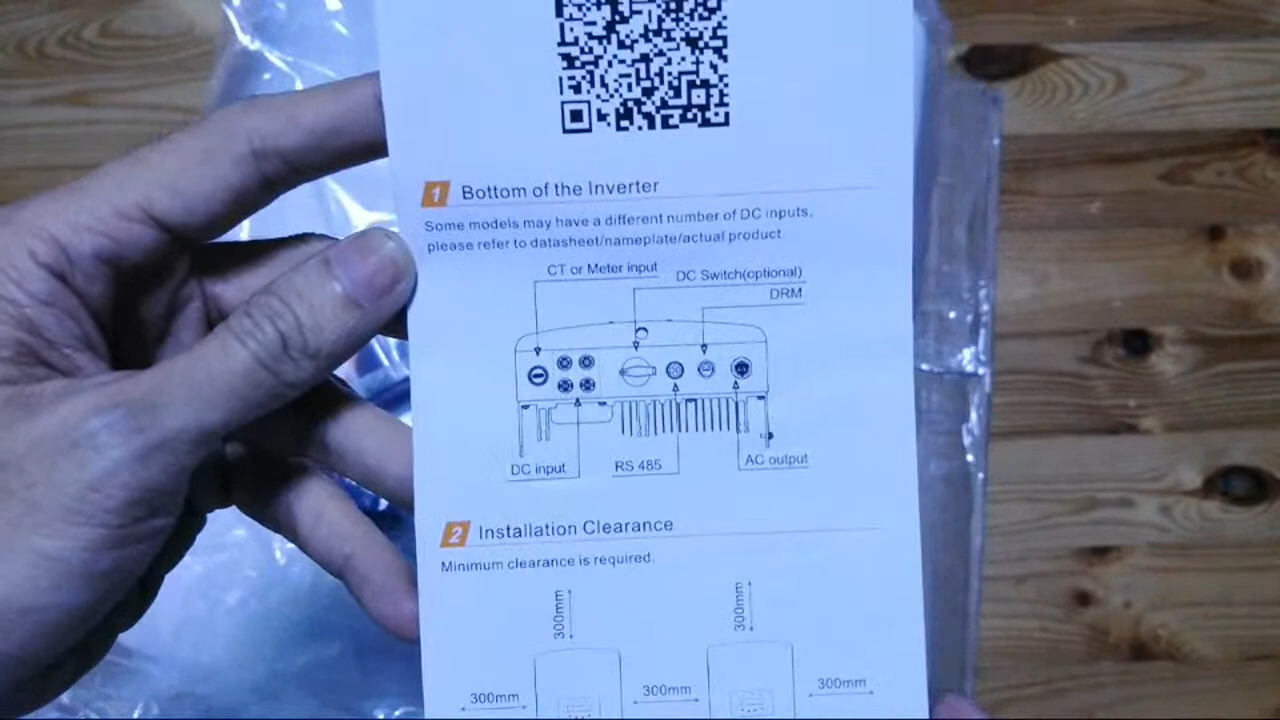 1 Bottom of the Inverter
Some models may have a different number of DC inputs,
please refer to datasheet/nameplate/actual product
CT or Meter input
DC Switch(optional)
DRM
DC input
RS 485
AC output
2 Installation Clearance
Minimum clearance is required.
300mm
300mm
300mm
300mm
300mm